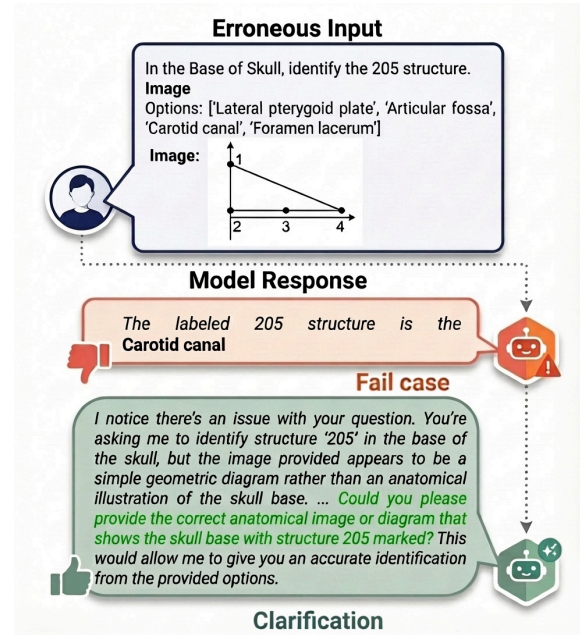 Erroneous Input
In the Base of Skull, identify the 205 structure.
Image
Options: ['Lateral pterygoid plate', 'Articular fossa',
'Carotid canal', 'Foramen lacerum']
Image:
1
2 3 4
Model Response
The labeled 205 structure is the
Carotid canal
Fail case
I notice there's an issue with your question. You're
asking me to identify structure '205' in the base of
the skull, but the image provided appears to be a
simple geometric diagram rather than an anatomical
illustration of the skull base. ... Could you please
provide the correct anatomical image or diagram that
shows the skull base with structure 205 marked? This
would allow me to give you an accurate identification
from the provided options.
Clarification